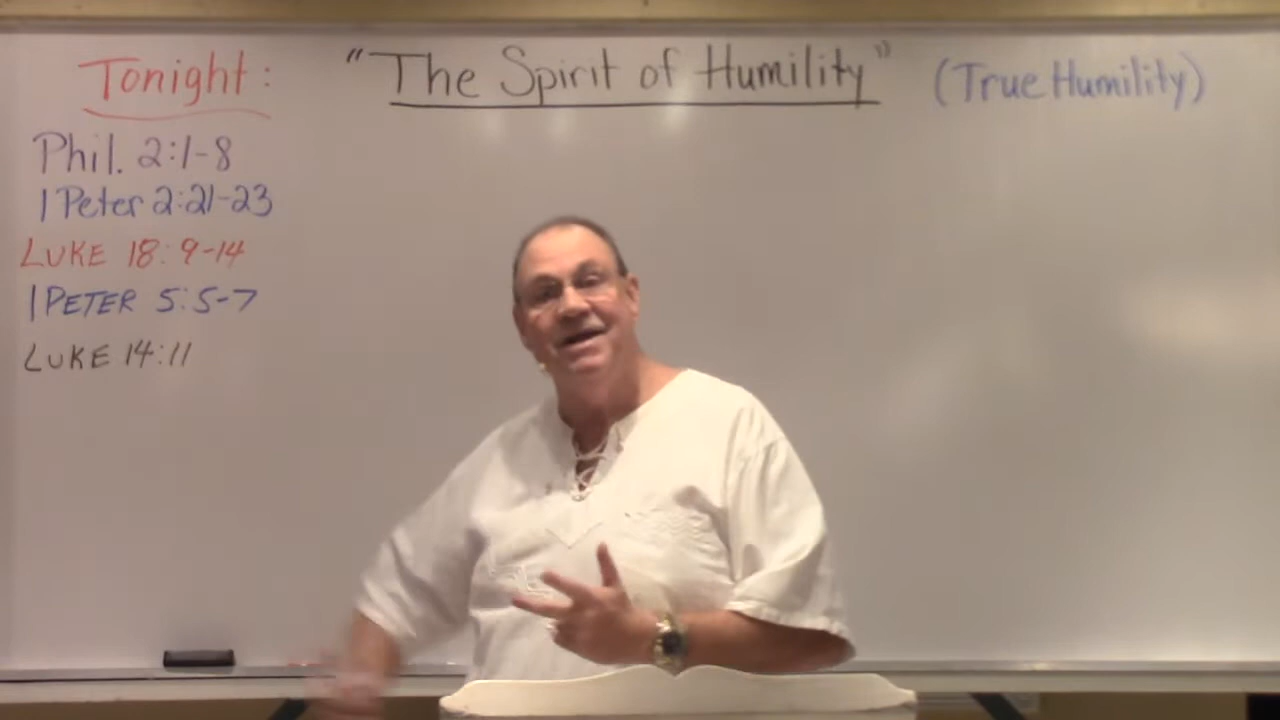 Tonight: "The Spirit of Humility" (True Humility)
Phil. 2:1-8
1 Peter 2:21-23
LUKE 18:9-14
1 PETER 5:5-7
LUKE 14:11